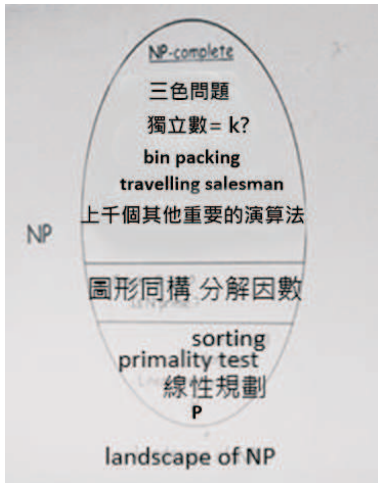 NP-complete
三色問題
獨立數= k?
bin packing
travelling salesman
上千個其他重要的演算法
NP
圖形同構 分解因數
sorting
primality test
線性規劃
P
landscape of NP